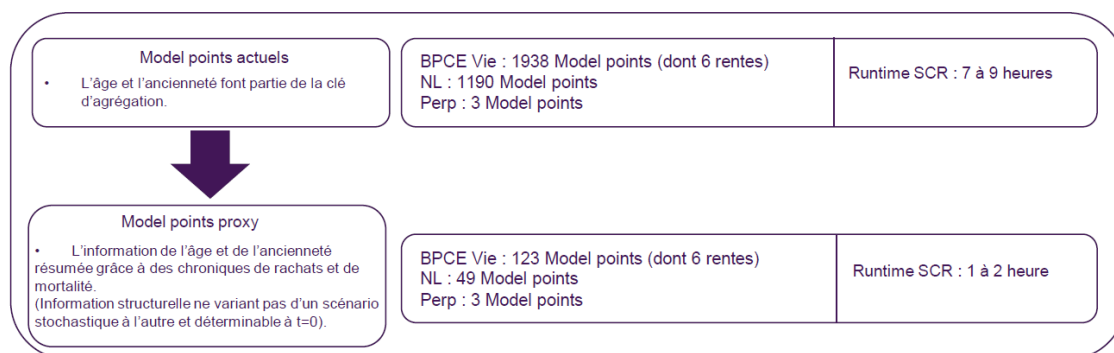 Model points actuels
• L'âge et l'ancienneté font partie de la clé
d'agrégation.
BPCE Vie : 1938 Model points (dont 6 rentes)
NL : 1190 Model points
Perp : 3 Model points
Runtime SCR : 7 à 9 heures
Model points proxy
• L'information de l'âge et de l'ancienneté
résumée grâce à des chroniques de rachats et de
mortalité.
(Information structurelle ne variant pas d'un scénario
stochastique à l'autre et déterminable à t=0).
BPCE Vie : 123 Model points (dont 6 rentes)
NL : 49 Model points
Perp : 3 Model points
Runtime SCR : 1 à 2 heure